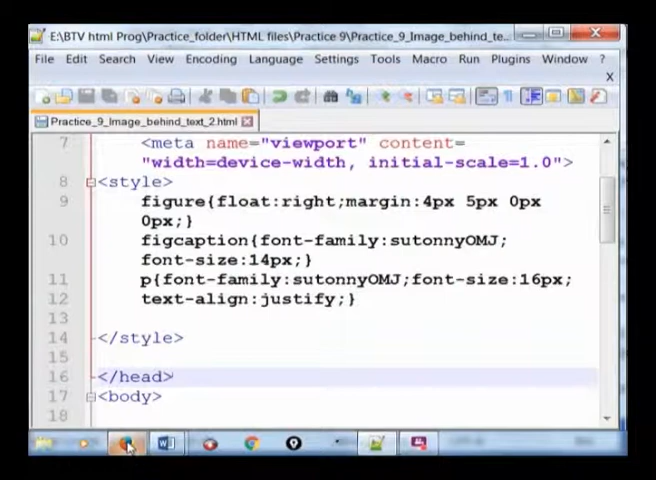 E:\BTV html Prog\Practice_folder\HTML files\Practice 9\Practice_9_Image_behind_te...
File Edit Search View Encoding Language Settings Tools Macro Run Plugins Window ?
X
Practice_9_Image_behind_text_2.html
7 <meta name="viewport" content=
"width=device-width, initial-scale=1.0">
8 <style>
9 figure{float:right;margin:4px 5px 0px
0px;}
10 figcaption{font-family:sutonnyOMJ;
font-size:14px;}
11 p{font-family:sutonnyOMJ;font-size:16px;
12 text-align:justify;}
13
14 </style>
15
16 </head>
17 <body>
18